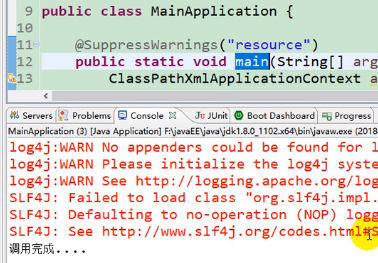 9 public class MainApplication {
10
11 @SuppressWarnings("resource")
12 public static void main(String[] arg
13 ClassPathXmlApplicationContext a
Servers Problems Console JUnit Boot Dashboard Progress
MainApplication (3) [Java Application] F:\javaEE\java\jdk1.8.0_1102.x64\bin\javaw.exe (2018
log4j:WARN No appenders could be found for l
log4j:WARN Please initialize the log4j syste
log4j:WARN See http://logging.apache.org/log
SLF4J: Failed to load class "org.slf4j.impl.
SLF4J: Defaulting to no-operation (NOP) logg
SLF4J: See http://www.slf4j.org/codes.html#S
调用完成....